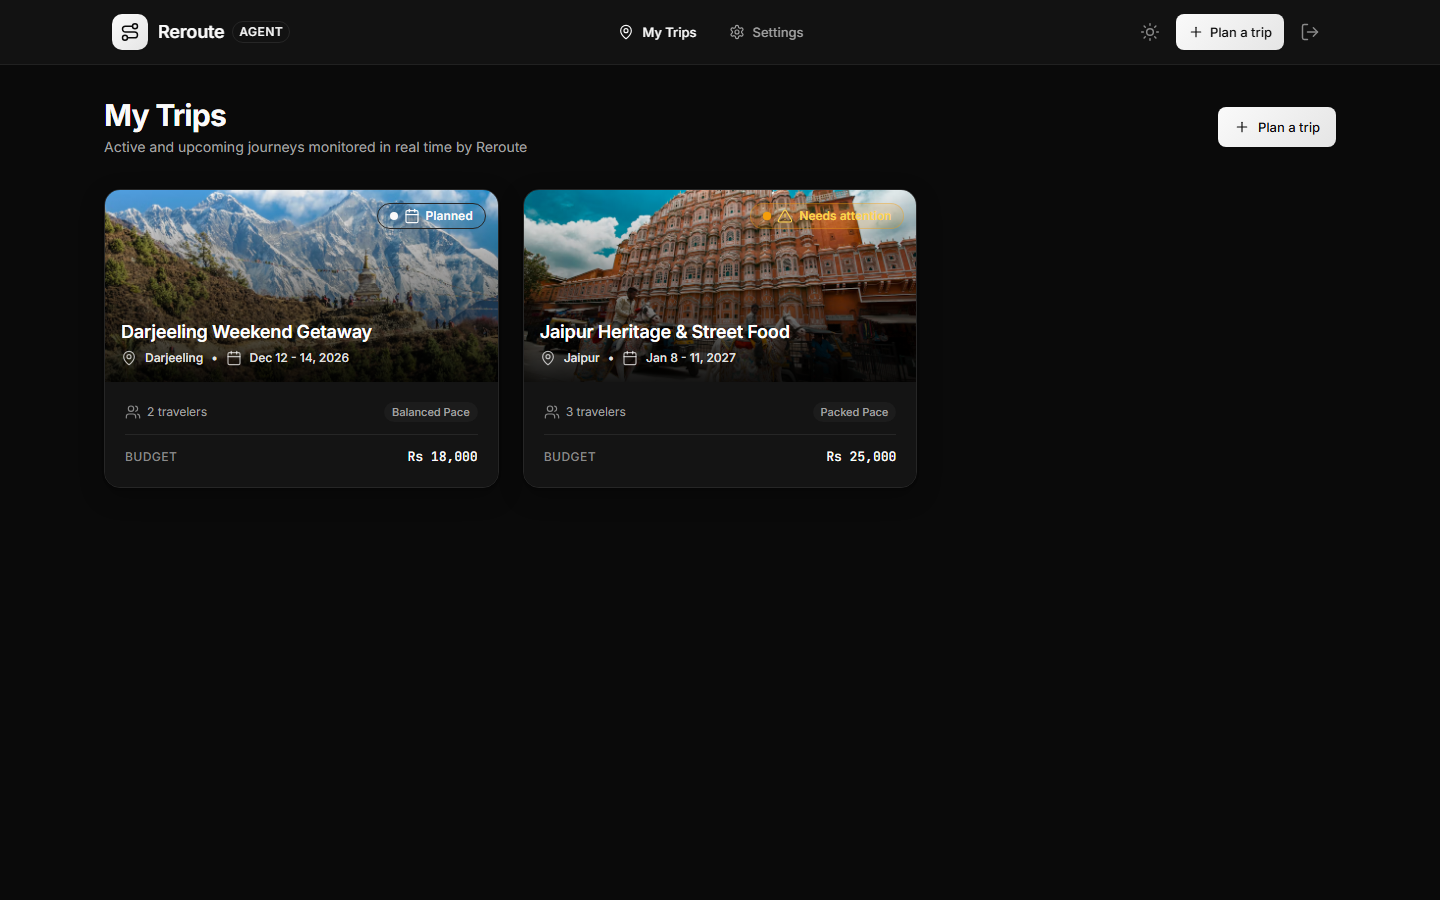 Reroute AGENT
My Trips
Settings
Plan a trip
My Trips
Active and upcoming journeys monitored in real time by Reroute
Plan a trip
Planned
Darjeeling Weekend Getaway
Darjeeling • Dec 12 - 14, 2026
2 travelers
Balanced Pace
BUDGET
Rs 18,000
Needs attention
Jaipur Heritage & Street Food
Jaipur • Jan 8 - 11, 2027
3 travelers
Packed Pace
BUDGET
Rs 25,000